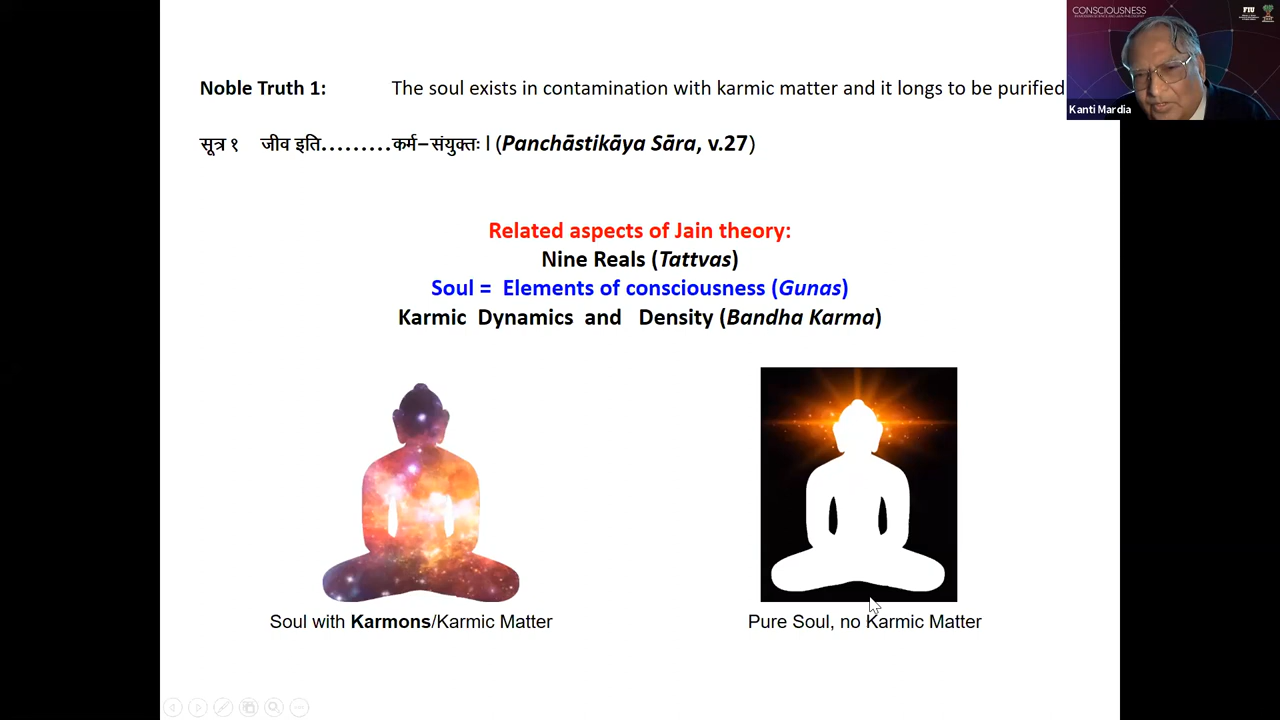 Noble Truth 1: The soul exists in contamination with karmic matter and it longs to be purified
सूत्र १ जीव इति.........कर्म–संयुक्तः । (Panchāstikāya Sāra, v.27)
Related aspects of Jain theory:
Nine Reals (Tattvas)
Soul = Elements of consciousness (Gunas)
Karmic Dynamics and Density (Bandha Karma)
Soul with Karmons/Karmic Matter
Pure Soul, no Karmic Matter
CONSCIOUSNESS
FIU
Kanti Mardia